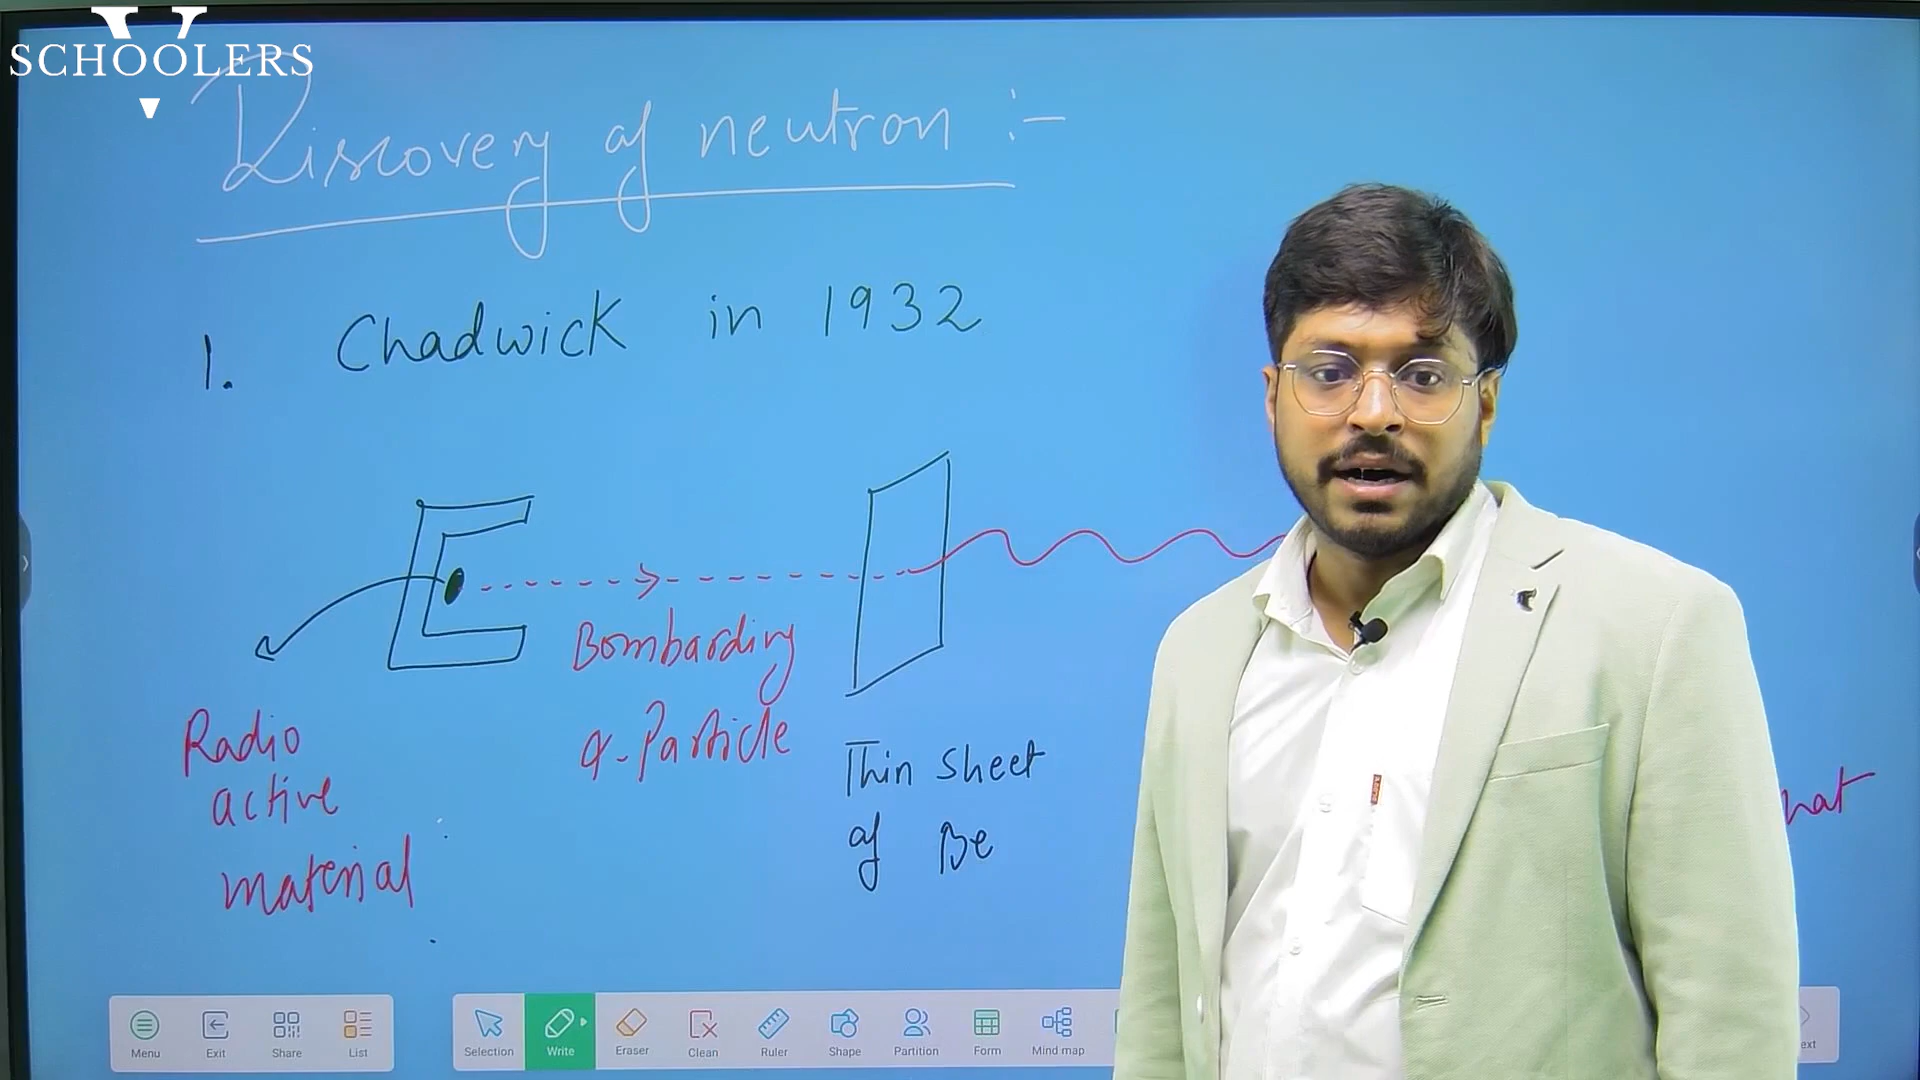 V
SCHOOLERS
Discovery of neutron :-
1. Chadwick in 1932
Bombarding
α-Particle
Radio
active
material
Thin sheet
of Be
Menu
Exit
Share
List
Selection
Write
Eraser
Clean
Ruler
Shape
Partition
Form
Mind map